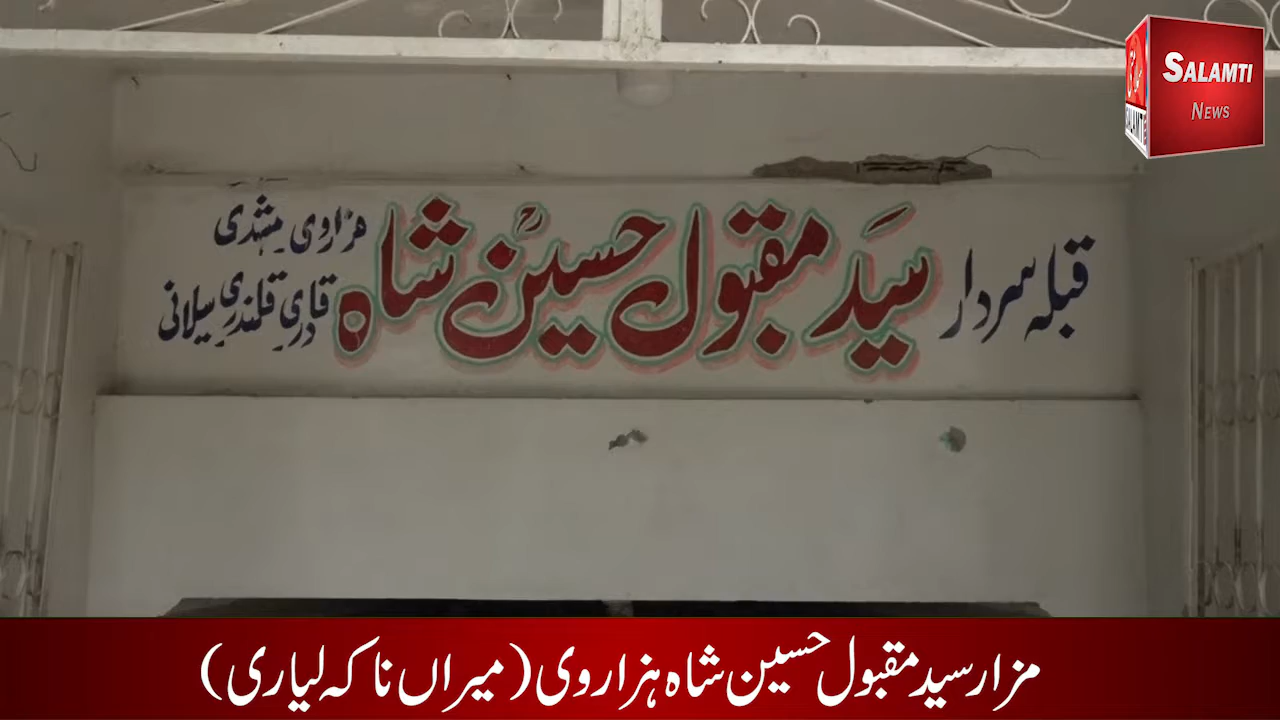 SALAMTI
NEWS
قبلہ سردار سید مقبول حسینؒ شاہ ھزاروی مشہدی
قادری قلندری سیلانی
مزار سید مقبول حسین شاہ ہزاروی (میراں ناکہ لیاری)